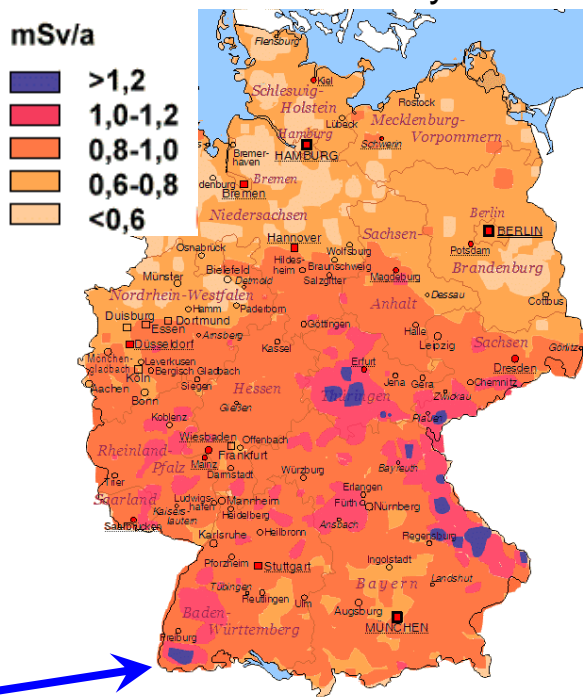 mSv/a
>1,2
1,0-1,2
0,8-1,0
0,6-0,8
<0,6
Flensburg
Kiel
Schleswig-
Holstein
Rostock
Lübeck
Mecklenburg-
Vorpommern
Hamburg
HAMBURG
Schwerin
Bremer-
haven
Bremen
denburg
Bremen
Niedersachsen
Berlin
BERLIN
Hannover
Sachsen-
Wolfsburg
Potsdam
Osnabrück
Hildes-
heim
Braunschweig
Salzgitter
Magdeburg
Brandenburg
Bielefeld
Münster
Detmold
Anhalt
Dessau
Cottbus
Nordrhein-Westfalen
Hamm
Paderborn
Duisburg
Dortmund
Essen
Göttingen
Halle
Leipzig
Sachsen
Görlitz
Düsseldorf
Arnsberg
Kassel
Dresden
Mönchen-
gladbach
Leverkusen
Bergisch Gladbach
Erfurt
Jena
Gera
Chemnitz
Köln
Siegen
Hessen
Thüringen
Zwickau
Aachen
Bonn
Gießen
Plauen
Koblenz
Wiesbaden
Offenbach
Frankfurt
Rheinland-
Pfalz
Mainz
Darmstadt
Bayreuth
Trier
Würzburg
Erlangen
Saarland
Ludwigs-
hafen
Mannheim
Fürth
Nurnberg
Kaisers-
lautern
Heidelberg
Ansbach
Saarbrücken
Heilbronn
Regensburg
Karlsruhe
Pforzheim
Stuttgart
Ingolstadt
Landshut
Tübingen
Reutlingen
Ulm
Bayern
Augsburg
Baden-
Württemberg
MÜNCHEN
Freiburg